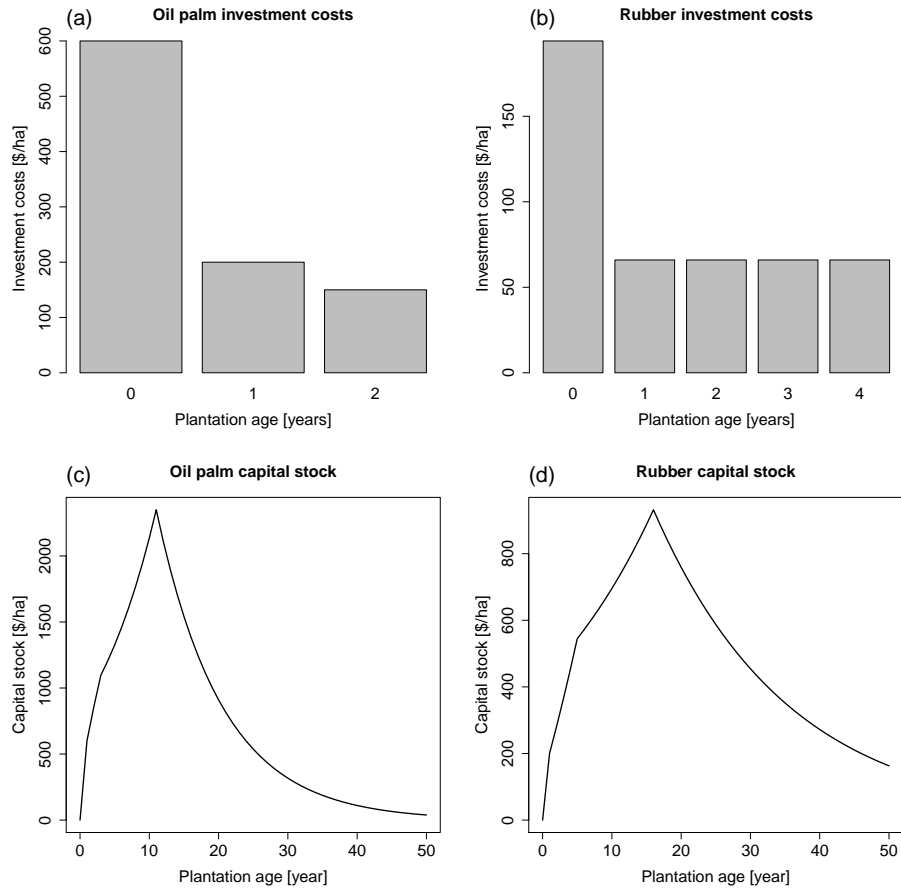 (a)
Oil palm investment costs
Investment costs [$/ha]
0 100 200 300 400 500 600
0 1 2
Plantation age [years]
(b)
Rubber investment costs
Investment costs [$/ha]
0 50 100 150
0 1 2 3 4
Plantation age [years]
(c)
Oil palm capital stock
Capital stock [$/ha]
0 500 1000 1500 2000
0 10 20 30 40 50
Plantation age [year]
(d)
Rubber capital stock
Capital stock [$/ha]
0 200 400 600 800
0 10 20 30 40 50
Plantation age [year]